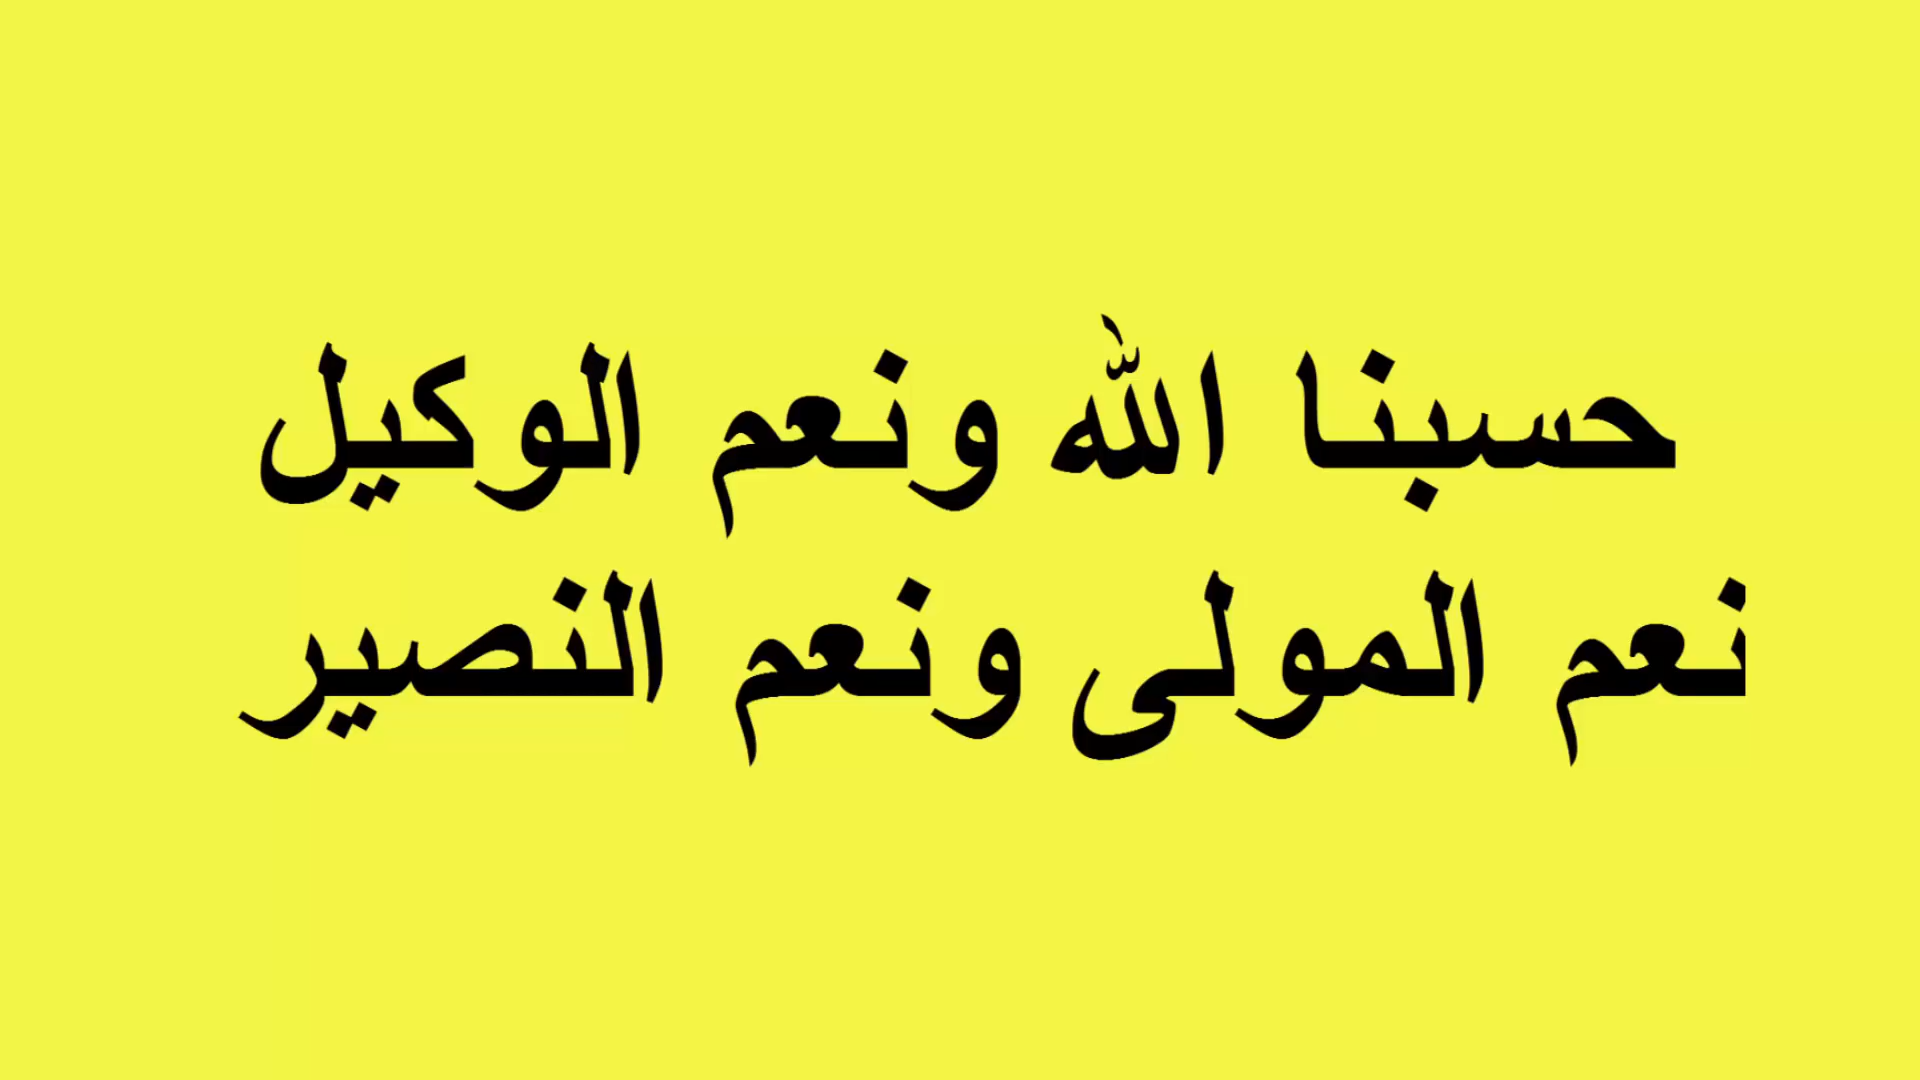 حسبنا الله ونعم الوكيل
نعم المولى ونعم النصير